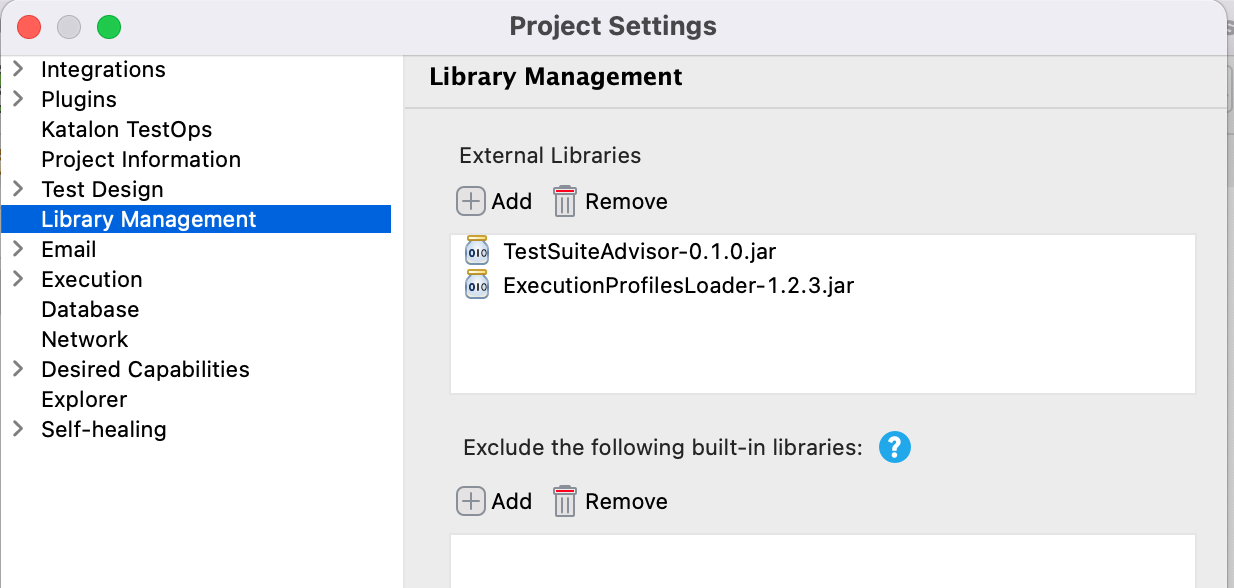 Project Settings
Integrations
Plugins
Katalon TestOps
Project Information
Test Design
Library Management
Email
Execution
Database
Network
Desired Capabilities
Explorer
Self-healing
Library Management
External Libraries
Add Remove
TestSuiteAdvisor-0.1.0.jar
ExecutionProfilesLoader-1.2.3.jar
Exclude the following built-in libraries: ?
Add Remove